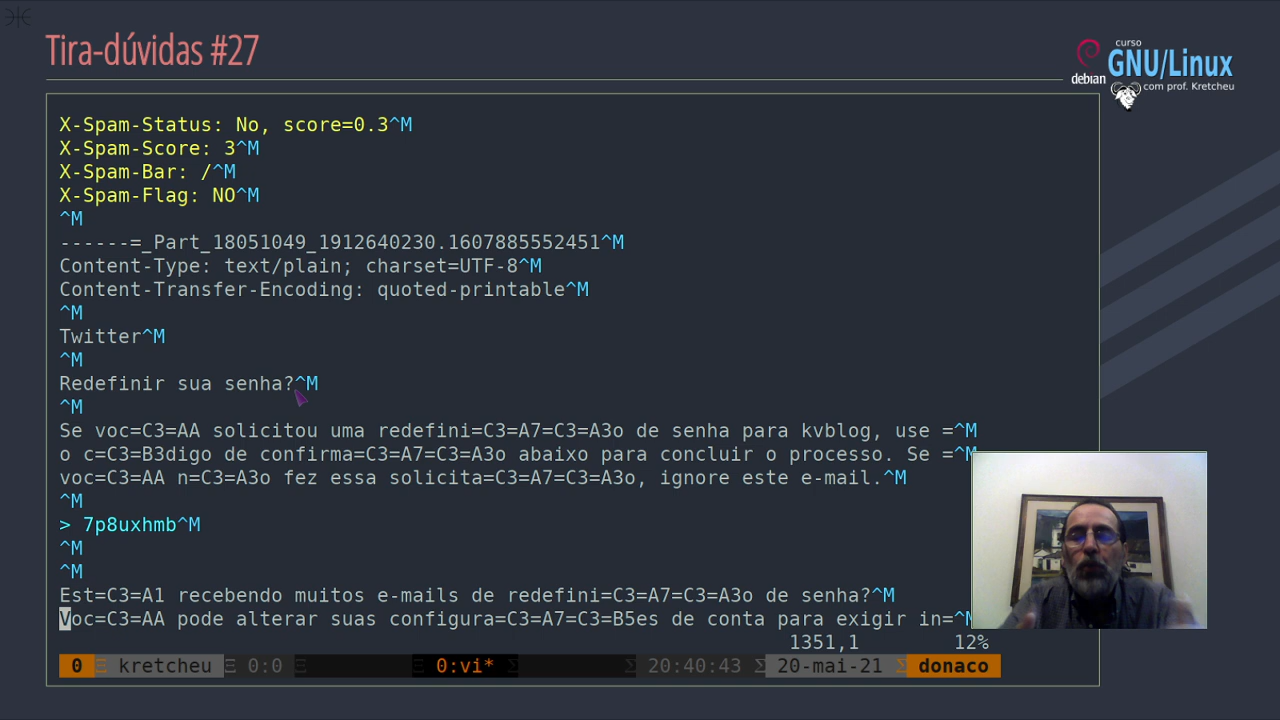 Tira-dúvidas #27
curso
GNU/Linux
debian
com prof. Kretcheu
X-Spam-Status: No, score=0.3^M
X-Spam-Score: 3^M
X-Spam-Bar: /^M
X-Spam-Flag: NO^M
^M
------=_Part_18051049_1912640230.1607885552451^M
Content-Type: text/plain; charset=UTF-8^M
Content-Transfer-Encoding: quoted-printable^M
^M
Twitter^M
^M
Redefinir sua senha?^M
^M
Se voc=C3=AA solicitou uma redefini=C3=A7=C3=A3o de senha para kvblog, use =^M
o c=C3=B3digo de confirma=C3=A7=C3=A3o abaixo para concluir o processo. Se =^M
voc=C3=AA n=C3=A3o fez essa solicita=C3=A7=C3=A3o, ignore este e-mail.^M
^M
> 7p8uxhmb^M
^M
^M
Est=C3=A1 recebendo muitos e-mails de redefini=C3=A7=C3=A3o de senha?^M
Voc=C3=AA pode alterar suas configura=C3=A7=C3=B5es de conta para exigir in=^M
1351,1 12%
0 Ξ kretcheu Ξ 0:0 Ξ Ξ 0:vi* Σ Σ 20:40:43 Σ 20-mai-21 Σ donaco